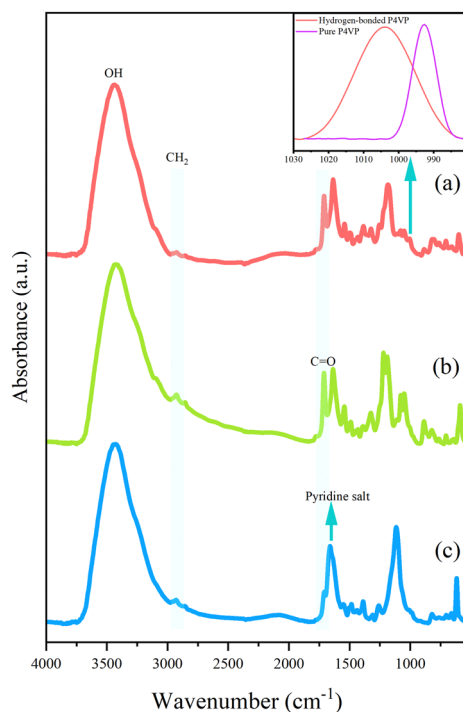 Hydrogen-bonded P4VP
Pure P4VP
1030 1020 1010 1000 990
OH
CH2
(a)
C=O
(b)
Pyridine salt
(c)
Absorbance (a.u.)
4000 3500 3000 2500 2000 1500 1000
Wavenumber (cm-1)